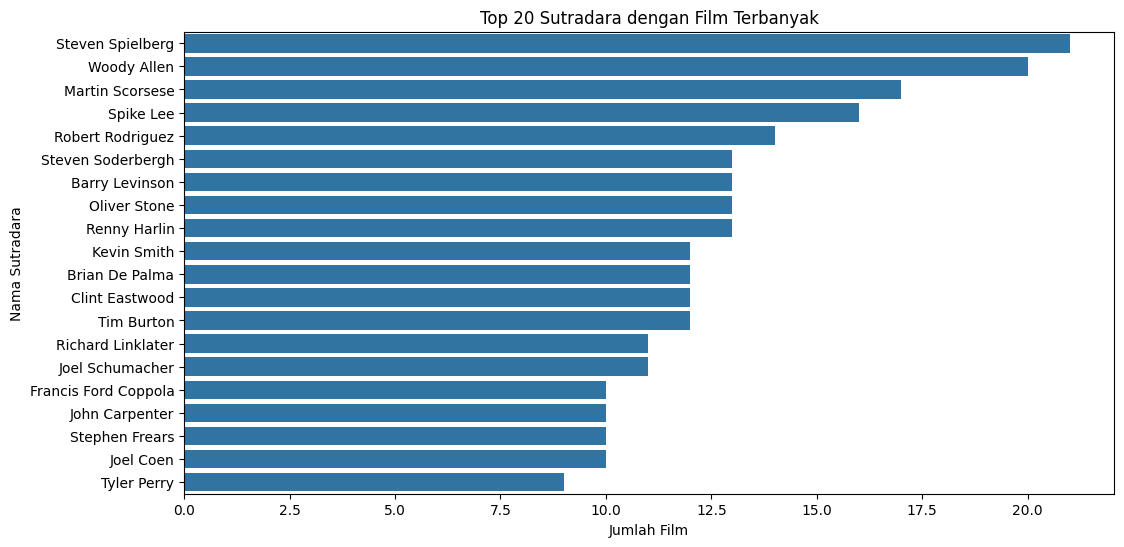 Top 20 Sutradara dengan Film Terbanyak
Nama Sutradara
Steven Spielberg
Woody Allen
Martin Scorsese
Spike Lee
Robert Rodriguez
Steven Soderbergh
Barry Levinson
Oliver Stone
Renny Harlin
Kevin Smith
Brian De Palma
Clint Eastwood
Tim Burton
Richard Linklater
Joel Schumacher
Francis Ford Coppola
John Carpenter
Stephen Frears
Joel Coen
Tyler Perry
0.0 2.5 5.0 7.5 10.0 12.5 15.0 17.5 20.0
Jumlah Film